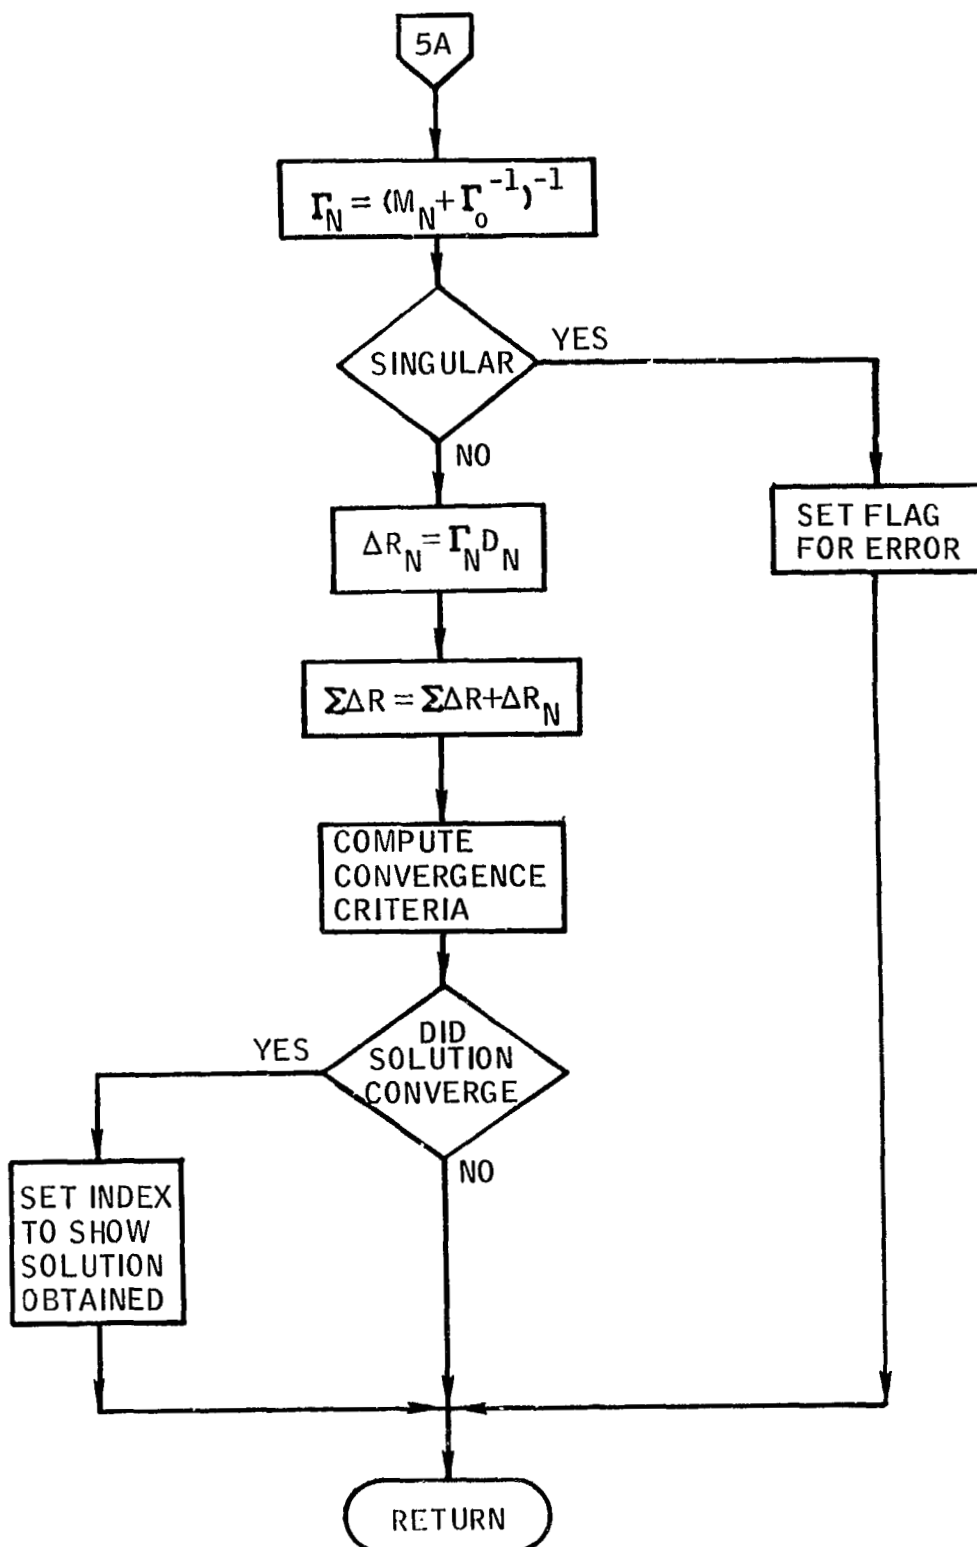 5A
Γ_N = (M_N + Γ_o^-1)^-1
SINGULAR
YES
NO
SET FLAG
FOR ERROR
ΔR_N = Γ_N D_N
ΣΔR = ΣΔR+ΔR_N
COMPUTE
CONVERGENCE
CRITERIA
DID
SOLUTION
CONVERGE
YES
NO
SET INDEX
TO SHOW
SOLUTION
OBTAINED
RETURN